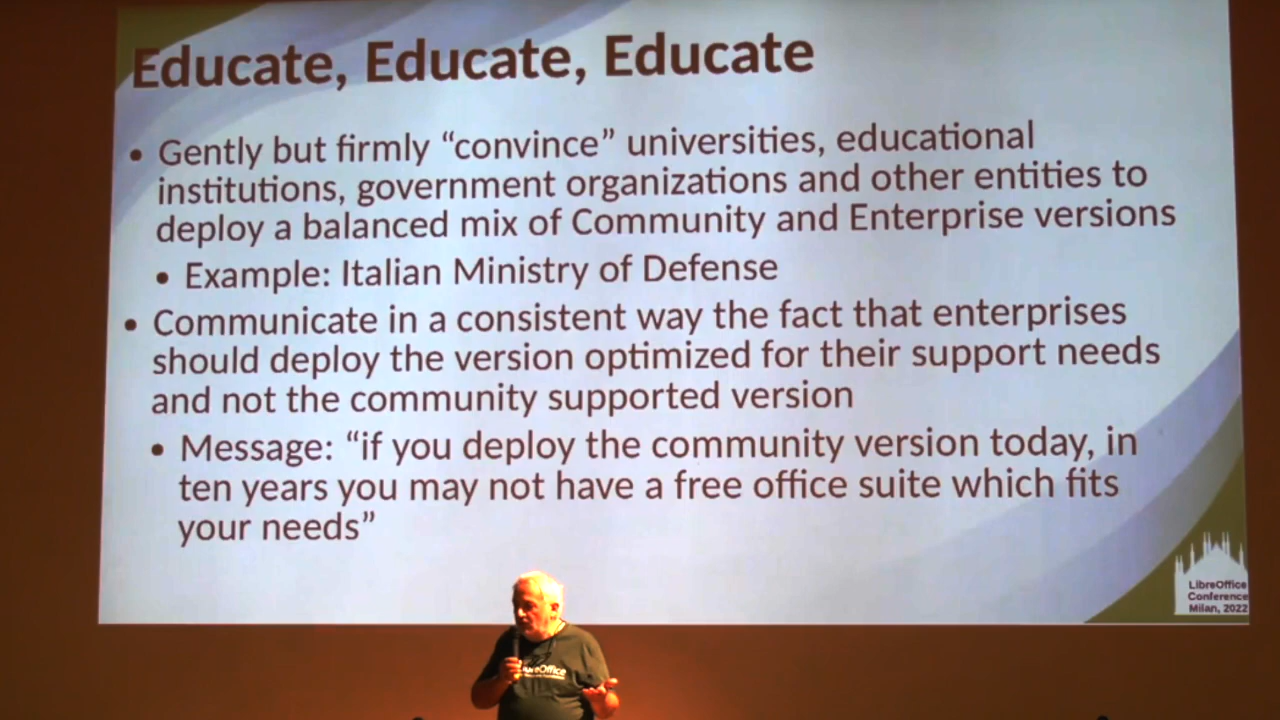 Educate, Educate, Educate
• Gently but firmly “convince” universities, educational
institutions, government organizations and other entities to
deploy a balanced mix of Community and Enterprise versions
• Example: Italian Ministry of Defense
• Communicate in a consistent way the fact that enterprises
should deploy the version optimized for their support needs
and not the community supported version
• Message: “if you deploy the community version today, in
ten years you may not have a free office suite which fits
your needs”
LibreOffice
Conference
Milan, 2022